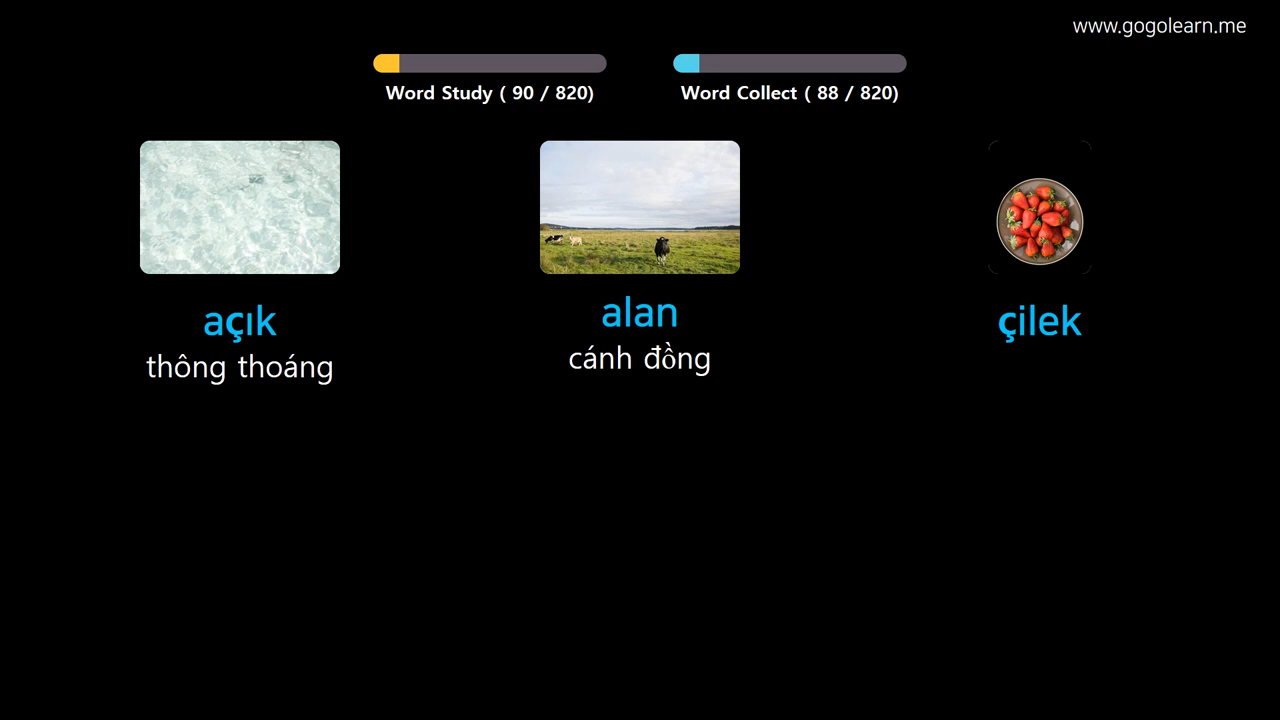 www.gogolearn.me
Word Study ( 90 / 820)
Word Collect ( 88 / 820)
açık
thông thoáng
alan
cánh đồng
çilek